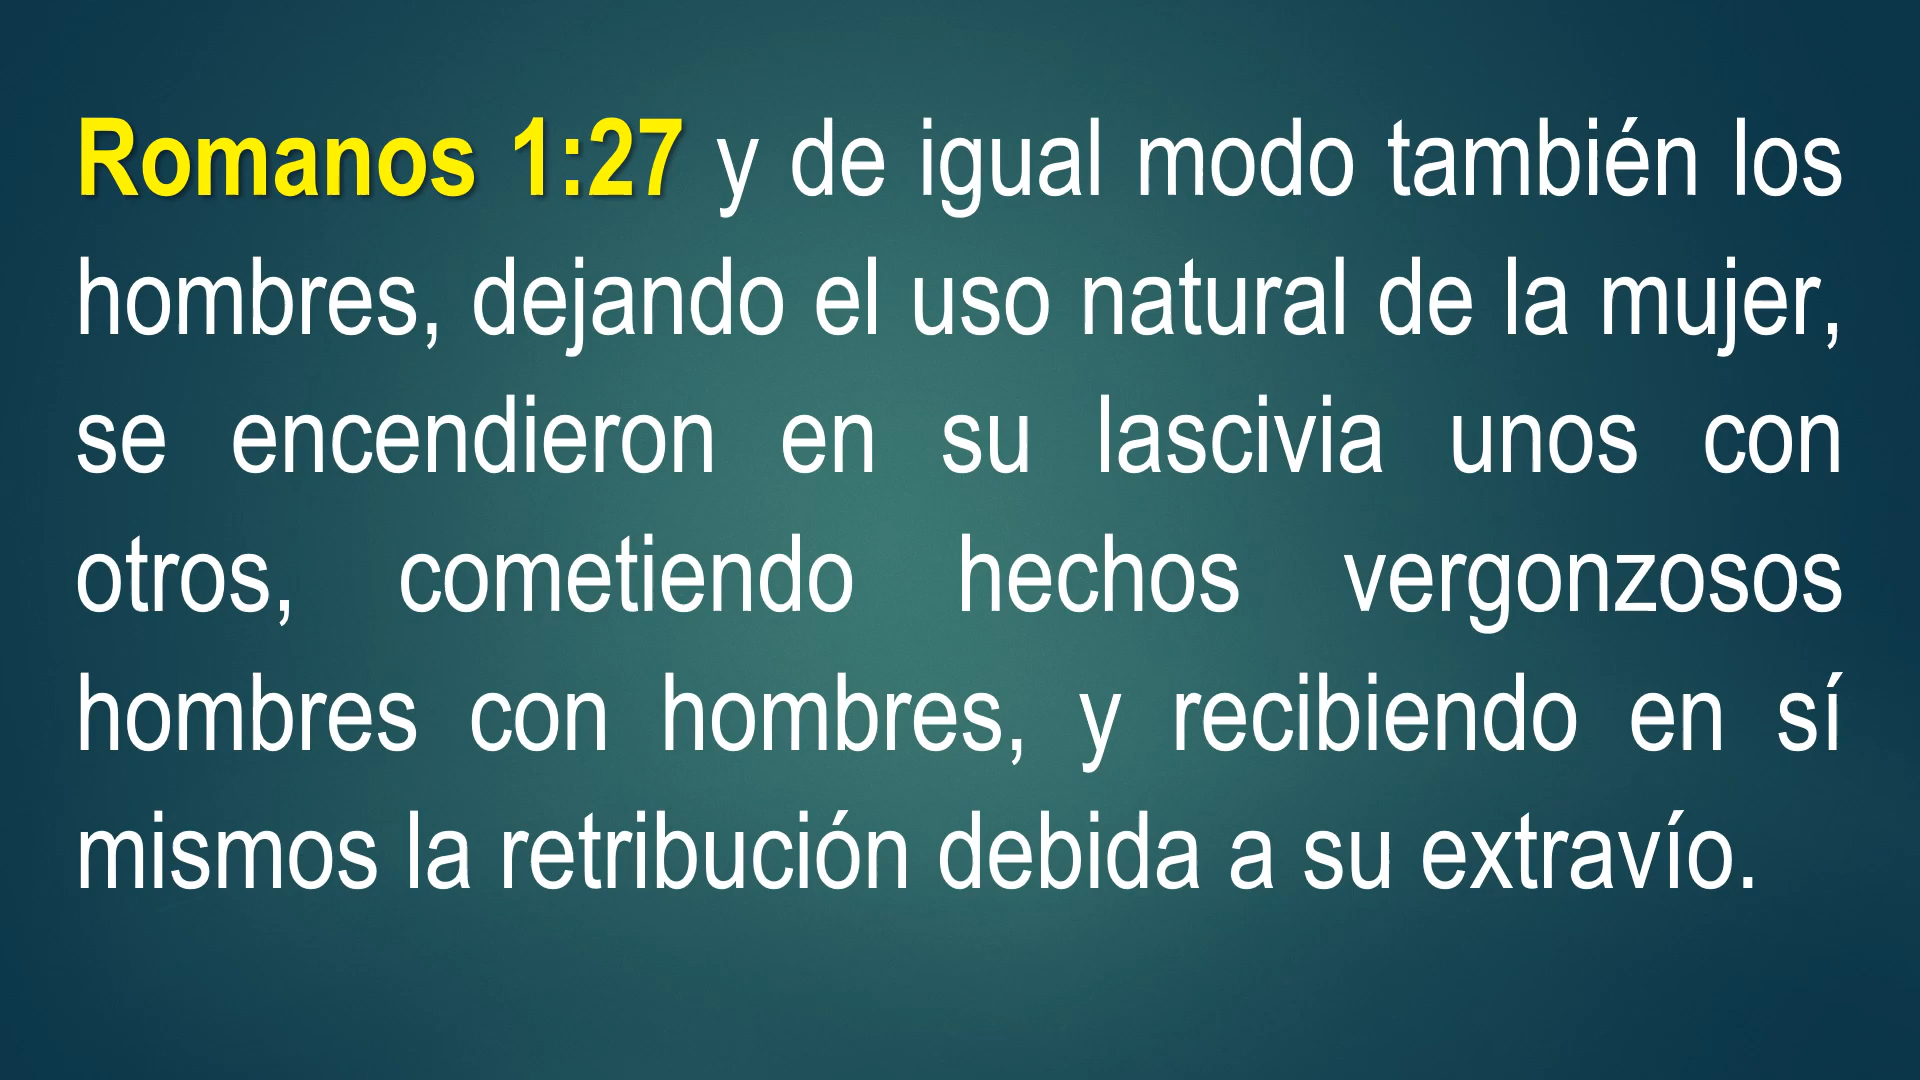 Romanos 1:27 y de igual modo también los
hombres, dejando el uso natural de la mujer,
se encendieron en su lascivia unos con
otros, cometiendo hechos vergonzosos
hombres con hombres, y recibiendo en sí
mismos la retribución debida a su extravío.